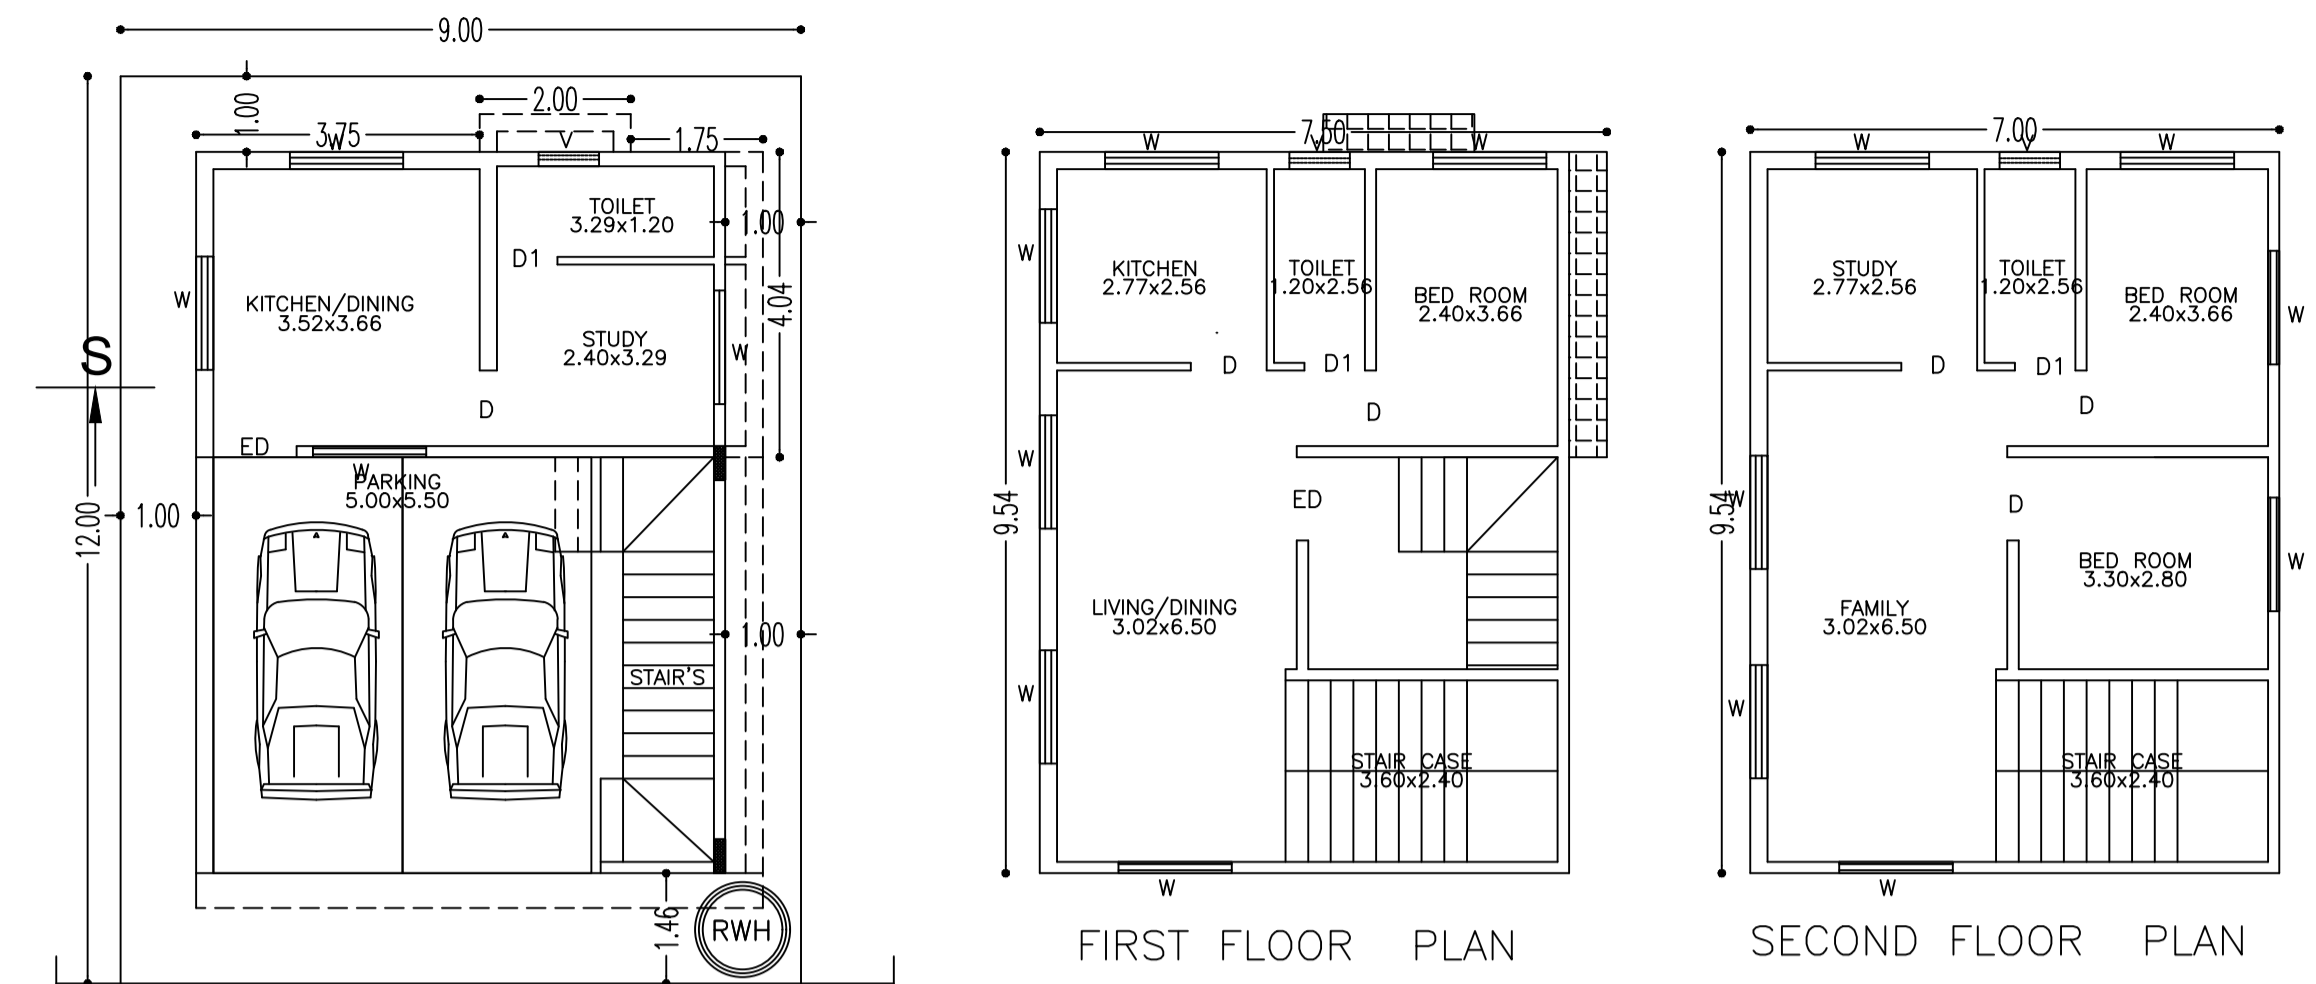 9.00
1.00
2.00
3.75
W
V
1.75
TOILET
3.29x1.20
1.00
D1
W
KITCHEN/DINING
3.52x3.66
4.04
STUDY
2.40x3.29
W
S
D
ED
W
PARKING
5.00x5.50
12.00
1.00
1.00
STAIR'S
1.46
RWH
7.50
W
V
W
W
KITCHEN
2.77x2.56
TOILET
1.20x2.56
BED ROOM
2.40x3.66
D
D1
D
W
9.54
ED
LIVING/DINING
3.02x6.50
W
STAIR CASE
3.60x2.40
W
FIRST FLOOR PLAN
7.00
W
V
W
STUDY
2.77x2.56
TOILET
1.20x2.56
BED ROOM
2.40x3.66
W
D
D1
D
9.54
W
D
BED ROOM
3.30x2.80
W
FAMILY
3.02x6.50
W
STAIR CASE
3.60x2.40
W
SECOND FLOOR PLAN